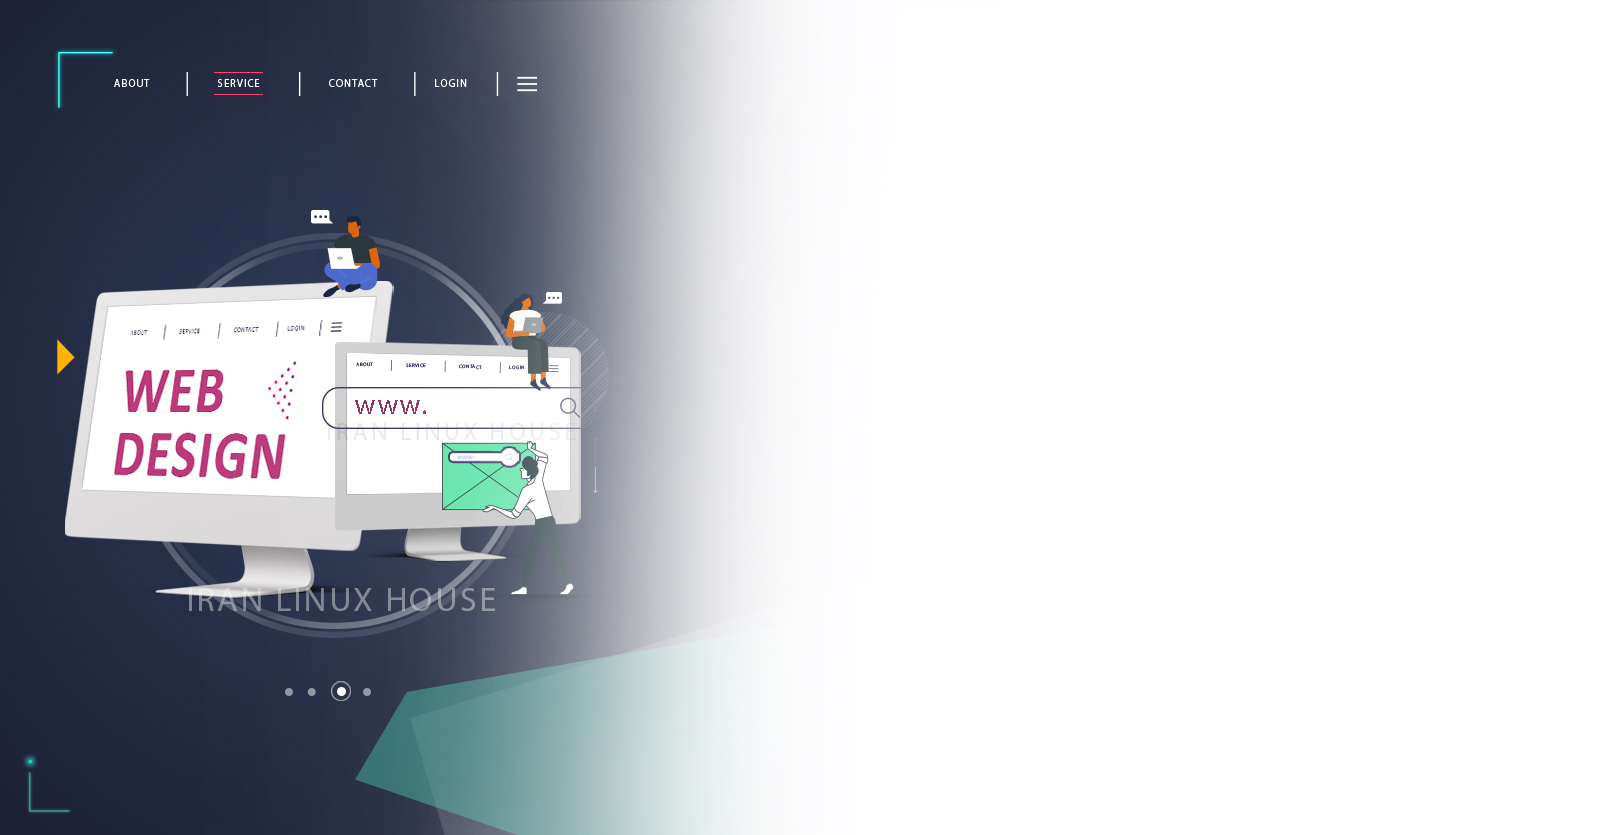 ABOUT SERVICE CONTACT LOGIN
ABOUT SERVICE CONTACT LOGIN
WEB
DESIGN
ABOUT SERVICE CONTACT LOGIN
www.
IRAN LINUX HOUSE
www.
IRAN LINUX HOUSE